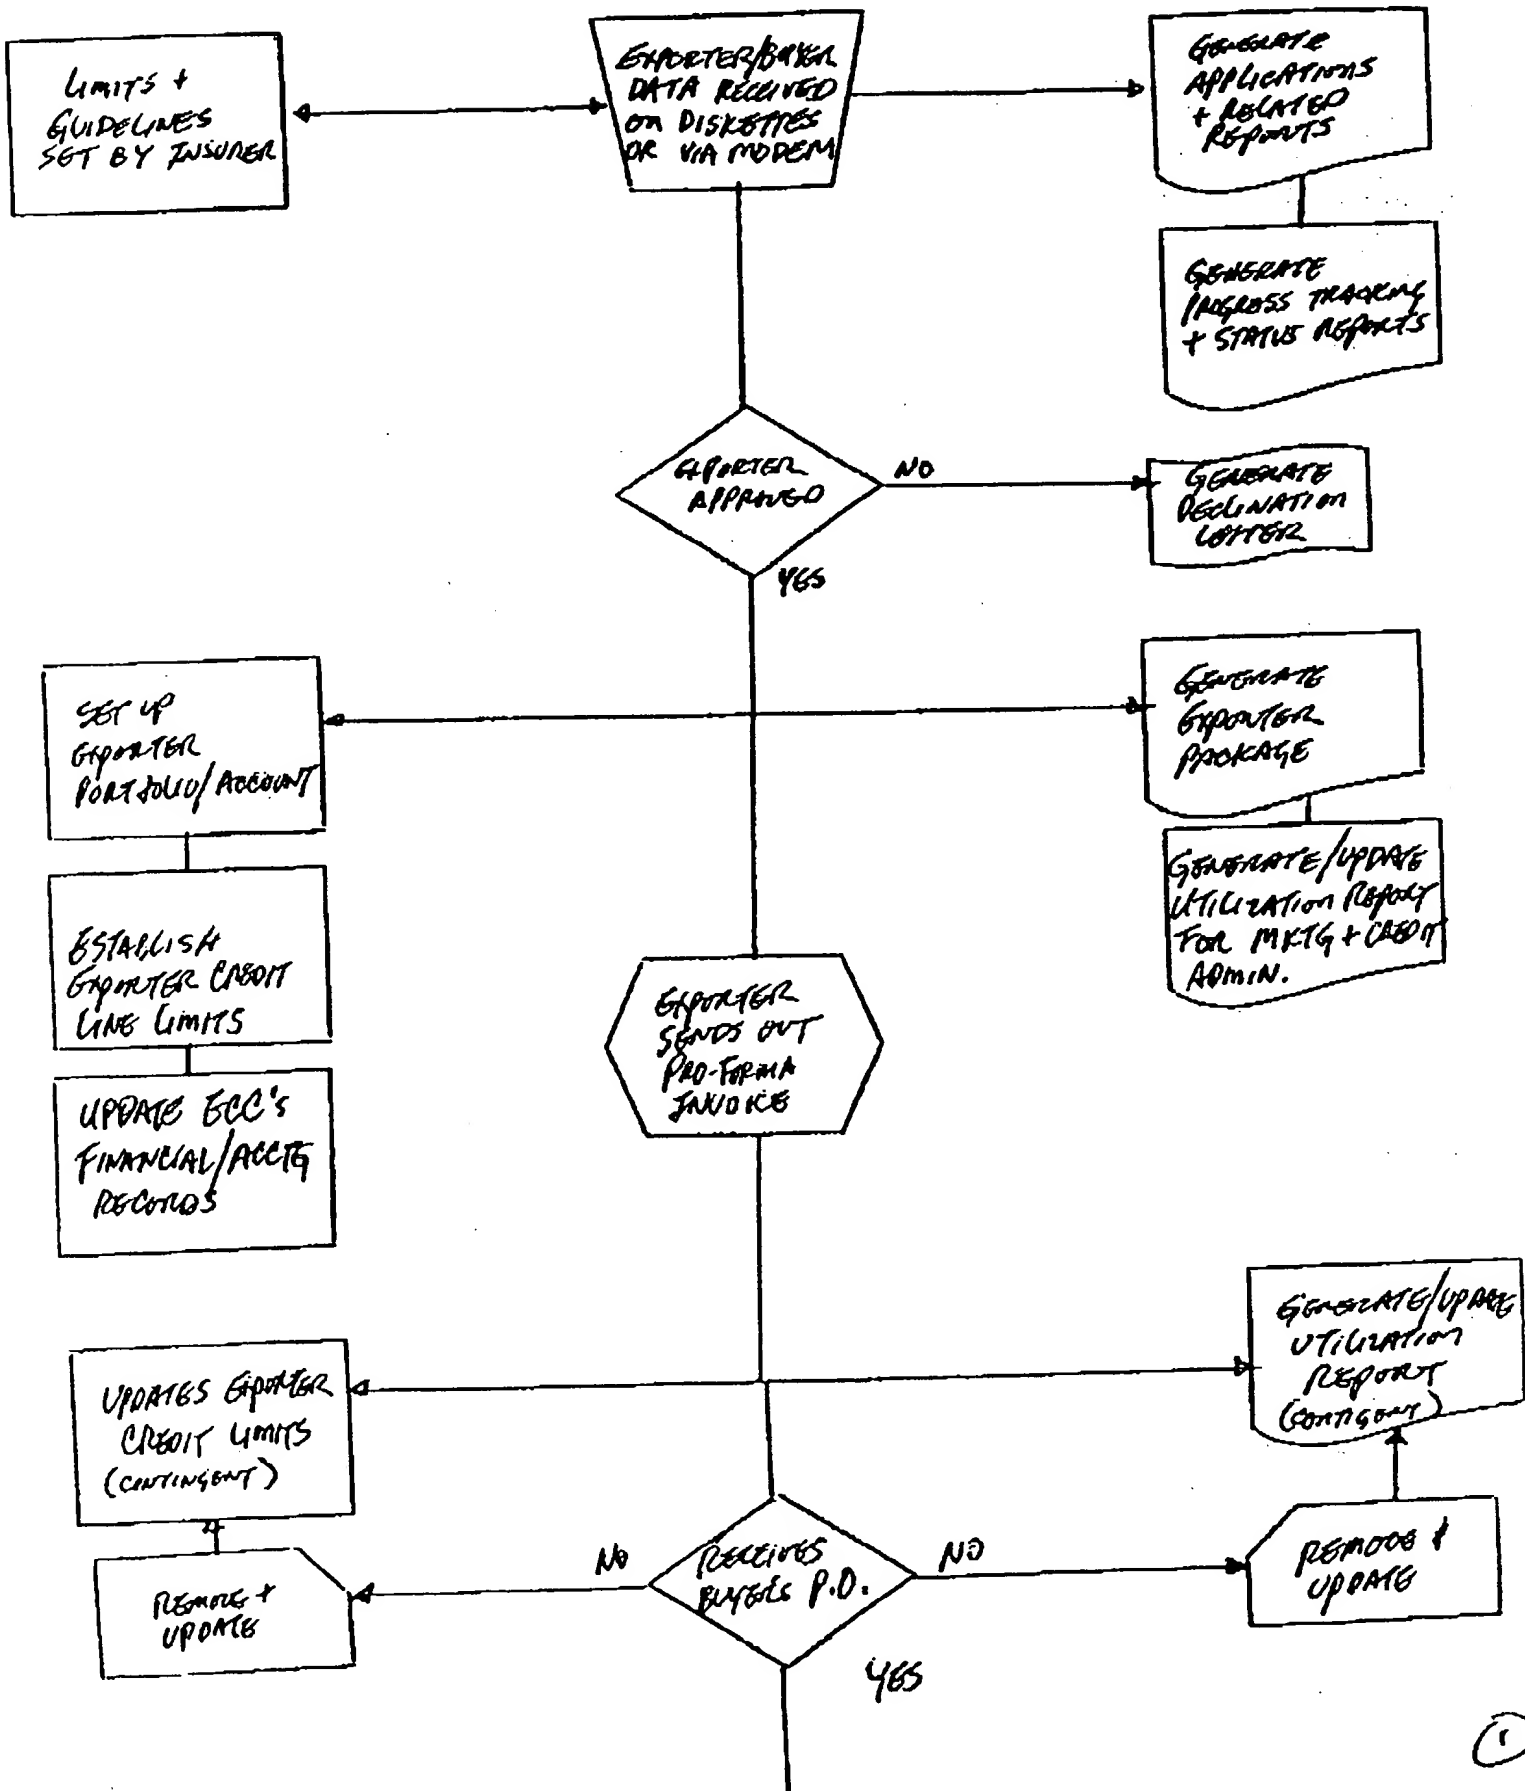 LIMITS +
GUIDELINES
SET BY INSURER
EXPORTER/BUYER
DATA RECEIVED
ON DISKETTES
OR VIA MODEM
GENERATE
APPLICATIONS
+ RELATED
REPORTS
GENERATE
PROGRESS TRACKING
+ STATUS REPORTS
EXPORTER
APPROVED
NO
GENERATE
DECLINATION
LETTER
YES
SET UP
EXPORTER
PORTFOLIO/ACCOUNT
GENERATE
EXPORTER
PACKAGE
GENERATE/UPDATE
UTILIZATION REPORT
FOR MKTG + CREDIT
ADMIN.
ESTABLISH
EXPORTER CREDIT
LINE LIMITS
EXPORTER
SENDS OUT
PRO-FORMA
INVOICE
UPDATE ECC's
FINANCIAL/ACCTG
RECORDS
UPDATES EXPORTER
CREDIT LIMITS
(CONTINGENT)
GENERATE/UPDATE
UTILIZATION
REPORT
(CONTIGENT)
REMOVE +
UPDATE
NO
RECEIVES
BUYER'S P.O.
NO
REMOVE +
UPDATE
YES
1